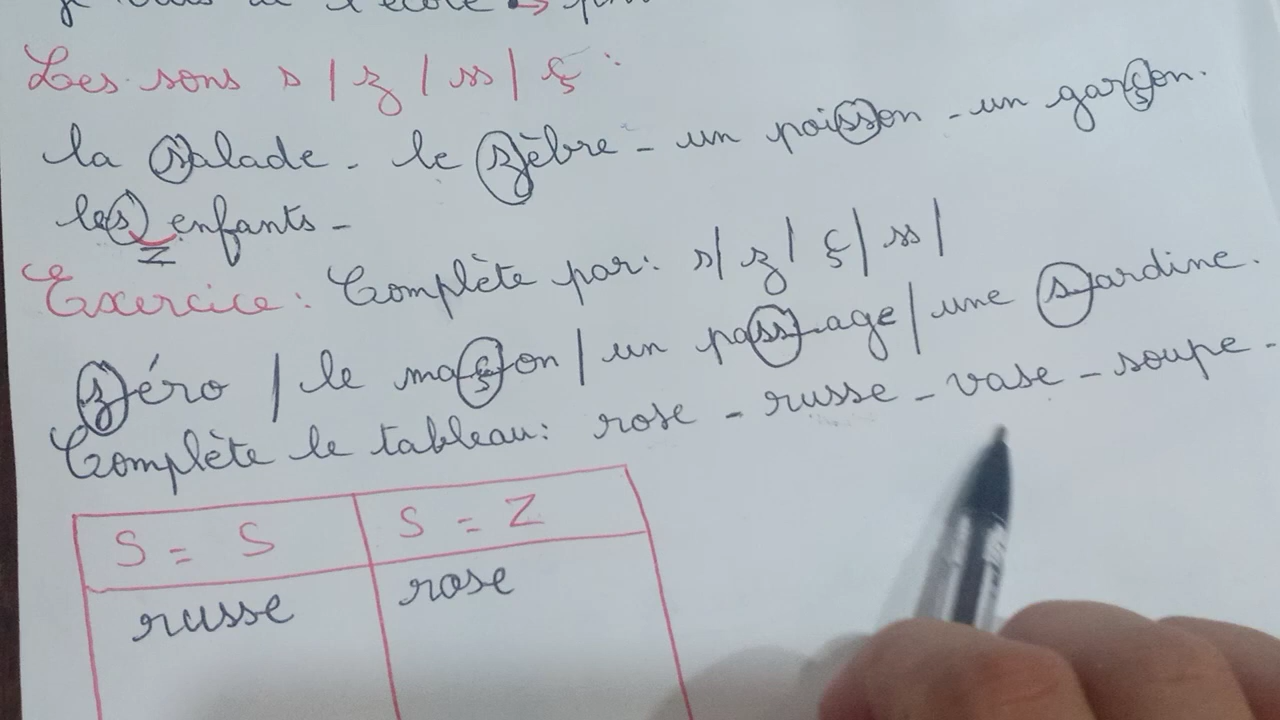 l'école →
Les sons s / z / ss / ç :
la salade - le zèbre - un poisson - un garçon.
les enfants -
Z
Exercice : Complète par : s / z / ç / ss /
zéro / le maçon / un passage / une sardine.
Complète le tableau : rose - russe - vase - soupe -
S = S S = Z
russe rose